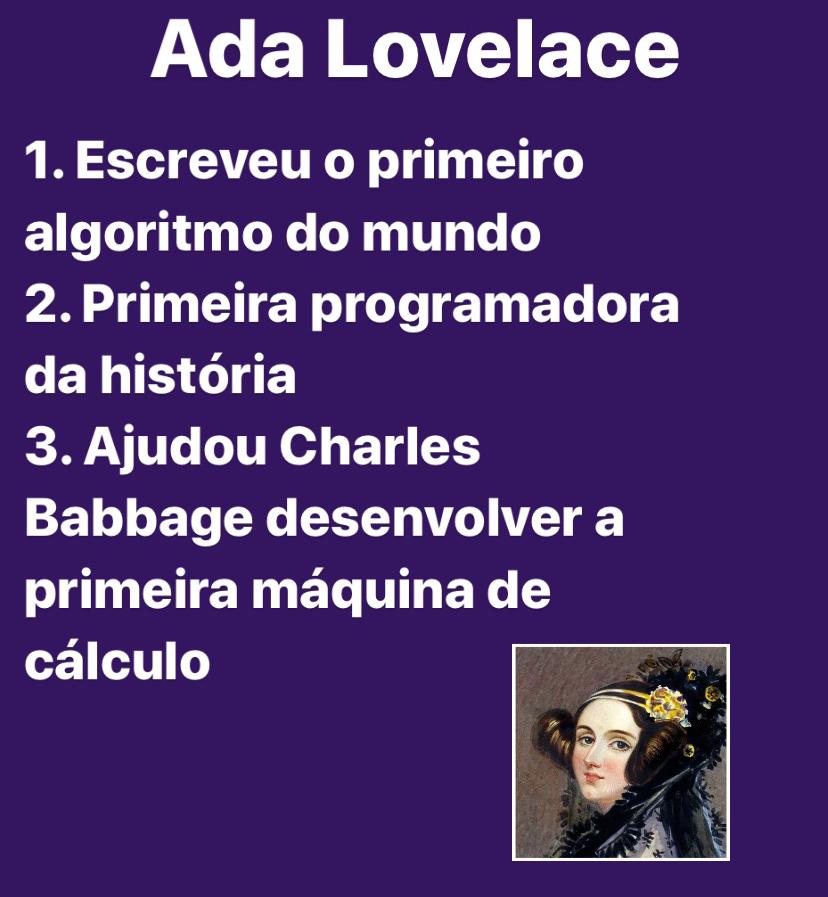 Ada Lovelace
1. Escreveu o primeiro
algoritmo do mundo
2. Primeira programadora
da história
3. Ajudou Charles
Babbage desenvolver a
primeira máquina de
cálculo